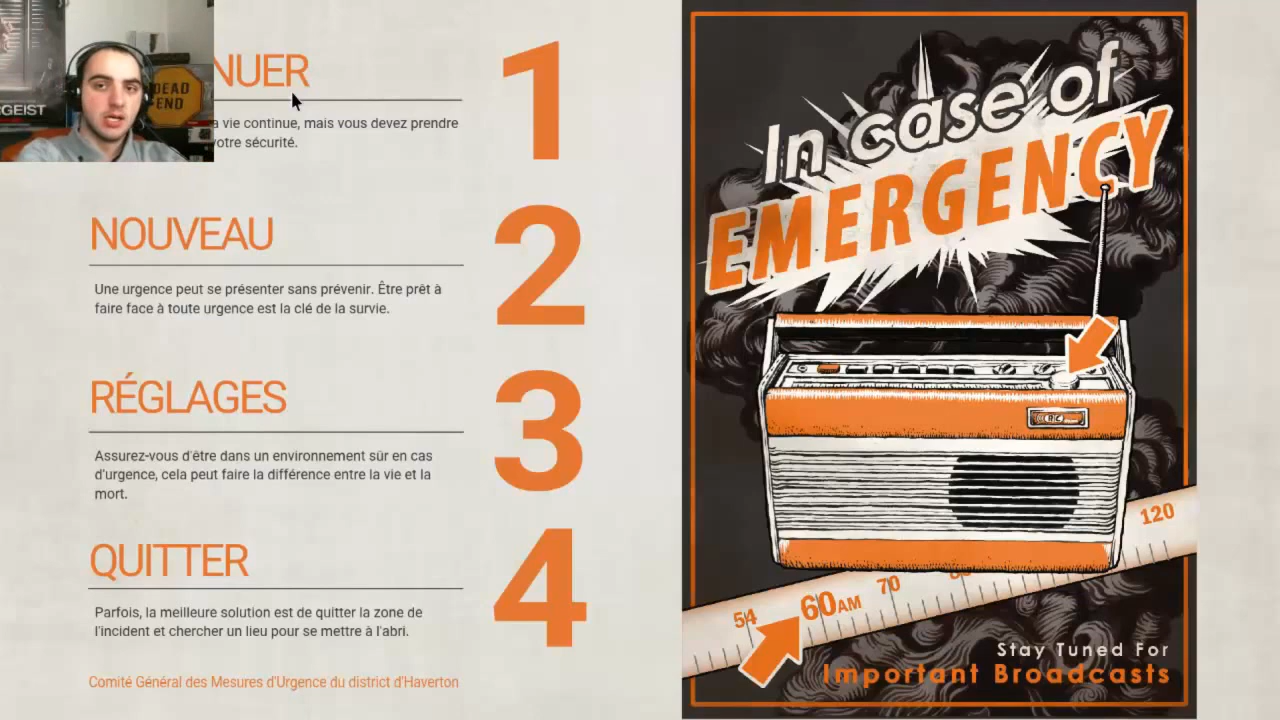 GEIST
DEAD
END
NUER
a vie continue, mais vous devez prendre
votre sécurité.
1
NOUVEAU
Une urgence peut se présenter sans prévenir. Être prêt à
faire face à toute urgence est la clé de la survie.
2
RÉGLAGES
Assurez-vous d'être dans un environnement sûr en cas
d'urgence, cela peut faire la différence entre la vie et la
mort.
3
QUITTER
Parfois, la meilleure solution est de quitter la zone de
l'incident et chercher un lieu pour se mettre à l'abri.
4
Comité Général des Mesures d'Urgence du district d'Haverton
In case of
EMERGENCY
54 60AM 70 120
Stay Tuned For
Important Broadcasts